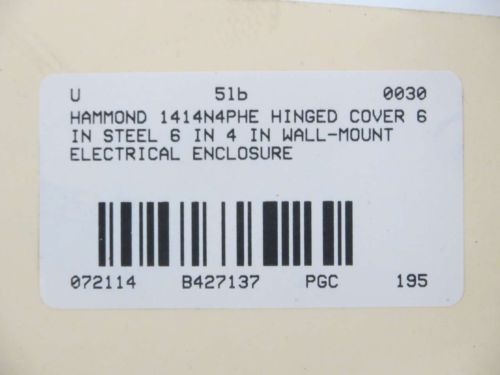 U 5lb 0030
HAMMOND 1414N4PHE HINGED COVER 6
IN STEEL 6 IN 4 IN WALL-MOUNT
ELECTRICAL ENCLOSURE
072114 B427137 PGC 195